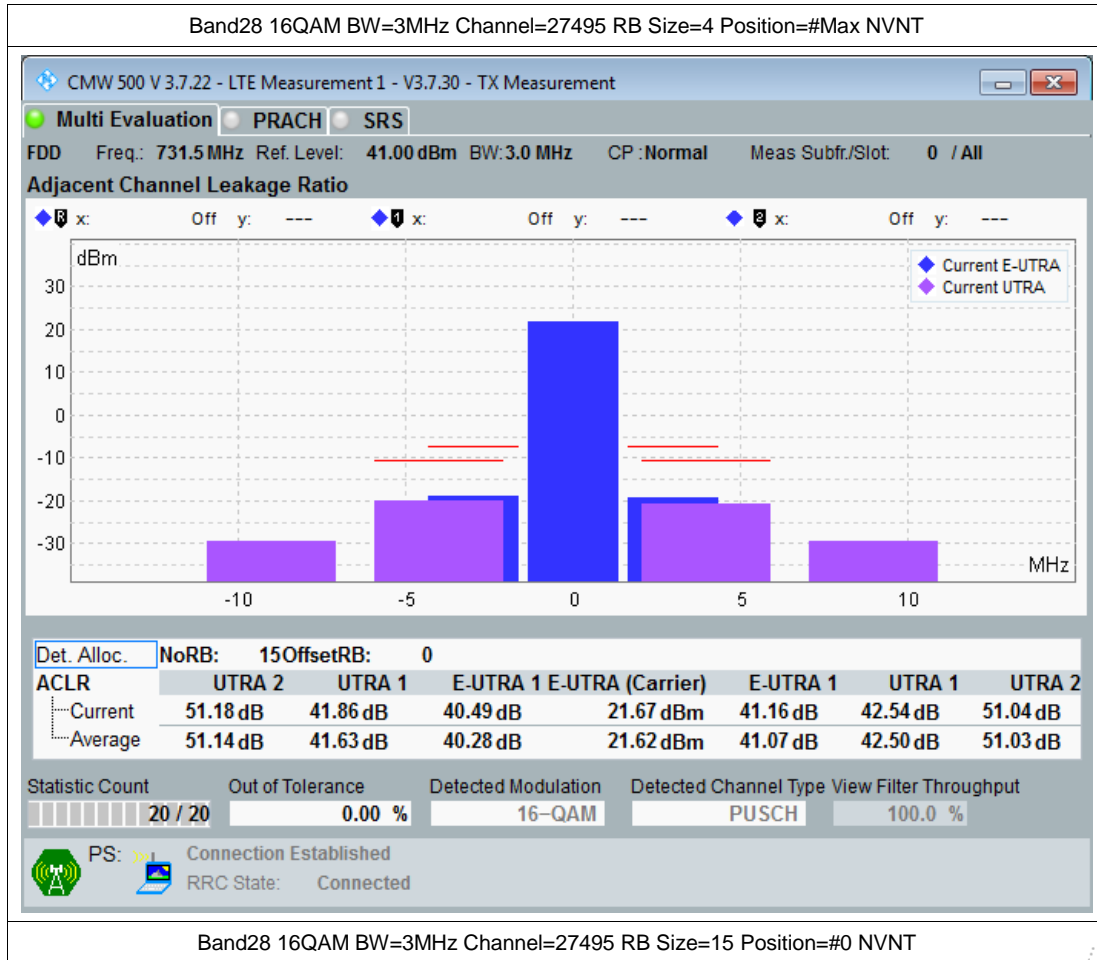 Band28 16QAM BW=3MHz Channel=27495 RB Size=4 Position=#Max NVNT
CMW 500 V 3.7.22 - LTE Measurement 1 - V3.7.30 - TX Measurement
Multi Evaluation PRACH SRS
FDD Freq.: 731.5 MHz Ref. Level: 41.00 dBm BW: 3.0 MHz CP : Normal Meas Subfr./Slot: 0 / All
Adjacent Channel Leakage Ratio
R x: Off y: --- 1 x: Off y: --- 2 x: Off y: ---
dBm
Current E-UTRA
Current UTRA
30
20
10
0
-10
-20
-30
MHz
-10 -5 0 5 10
Det. Alloc. NoRB: 15 OffsetRB: 0
ACLR UTRA 2 UTRA 1 E-UTRA 1 E-UTRA (Carrier) E-UTRA 1 UTRA 1 UTRA 2
Current 51.18 dB 41.86 dB 40.49 dB 21.67 dBm 41.16 dB 42.54 dB 51.04 dB
Average 51.14 dB 41.63 dB 40.28 dB 21.62 dBm 41.07 dB 42.50 dB 51.03 dB
Statistic Count Out of Tolerance Detected Modulation Detected Channel Type View Filter Throughput
20 / 20 0.00 % 16-QAM PUSCH 100.0 %
PS: Connection Established
RRC State: Connected
Band28 16QAM BW=3MHz Channel=27495 RB Size=15 Position=#0 NVNT